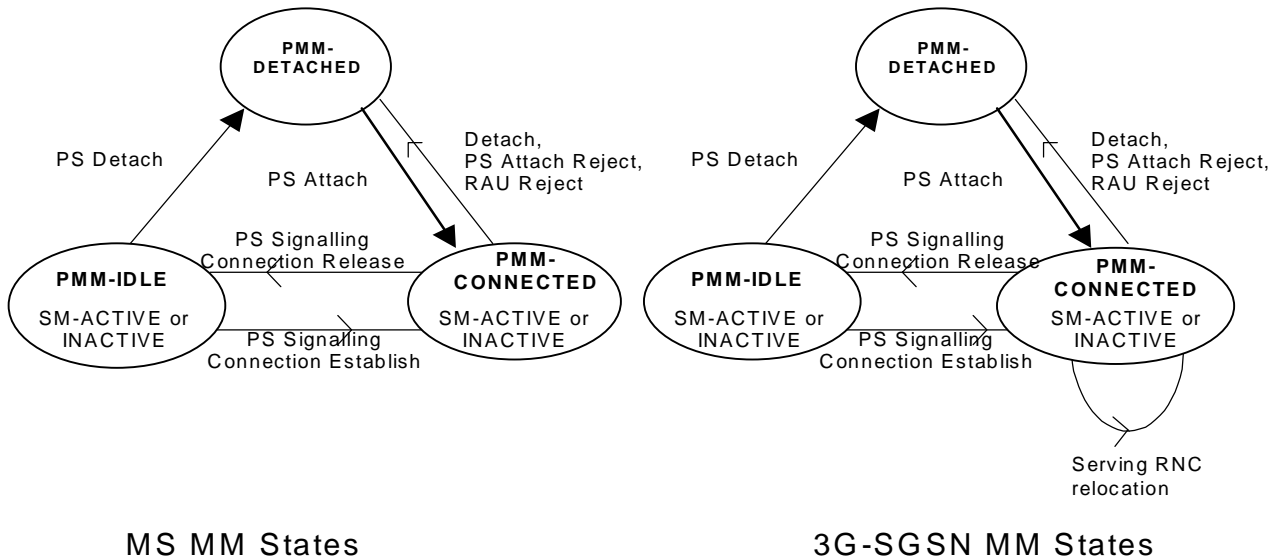 PMM-
DETACHED
PS Detach
PS Attach
Detach,
PS Attach Reject,
RAU Reject
PS Signalling
Connection Release
PMM-IDLE
SM-ACTIVE or
INACTIVE
PMM-
CONNECTED
SM-ACTIVE or
INACTIVE
PS Signalling
Connection Establish
MS MM States
PMM-
DETACHED
PS Detach
PS Attach
Detach,
PS Attach Reject,
RAU Reject
PS Signalling
Connection Release
PMM-IDLE
SM-ACTIVE or
INACTIVE
PMM-
CONNECTED
SM-ACTIVE or
INACTIVE
PS Signalling
Connection Establish
Serving RNC
relocation
3G-SGSN MM States